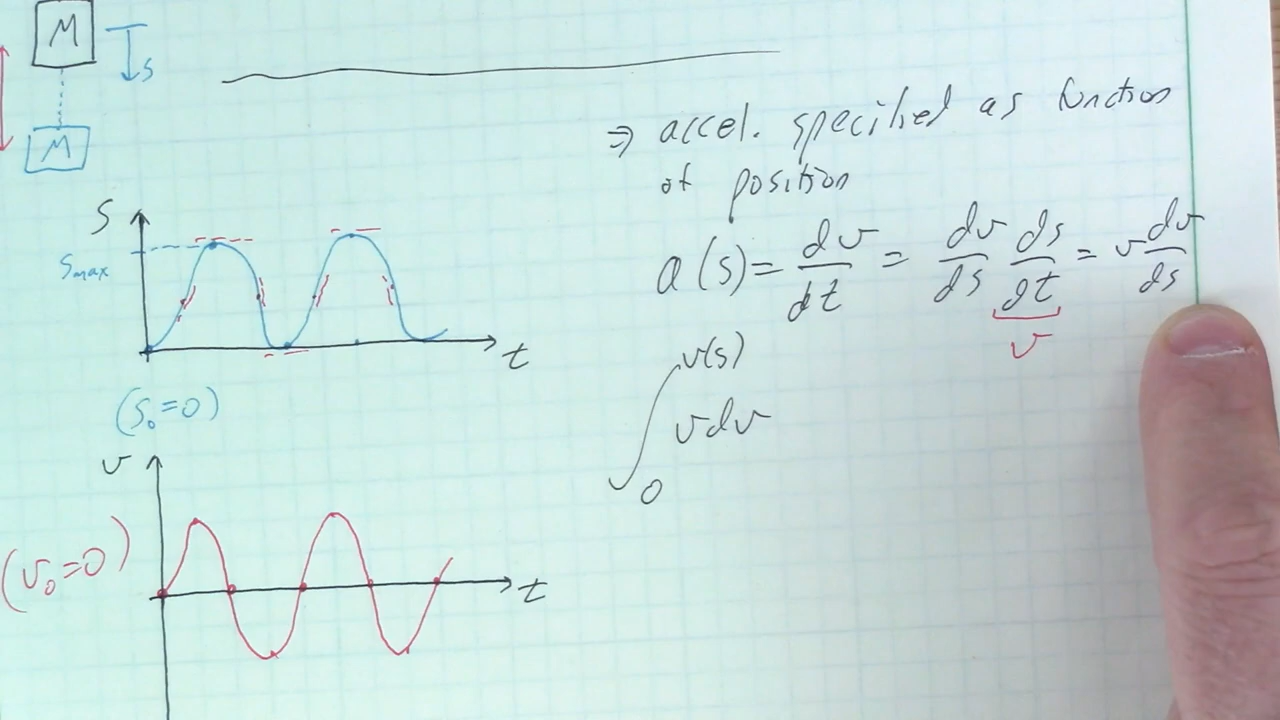 M
s
M
⇒ accel. specified as function
of position
a(s) = dv/dt = dv/ds ds/dt = v dv/ds
v
s
smax
t
(s₀=0)
∫₀^v(s) v dv
v
(v₀=0)
t